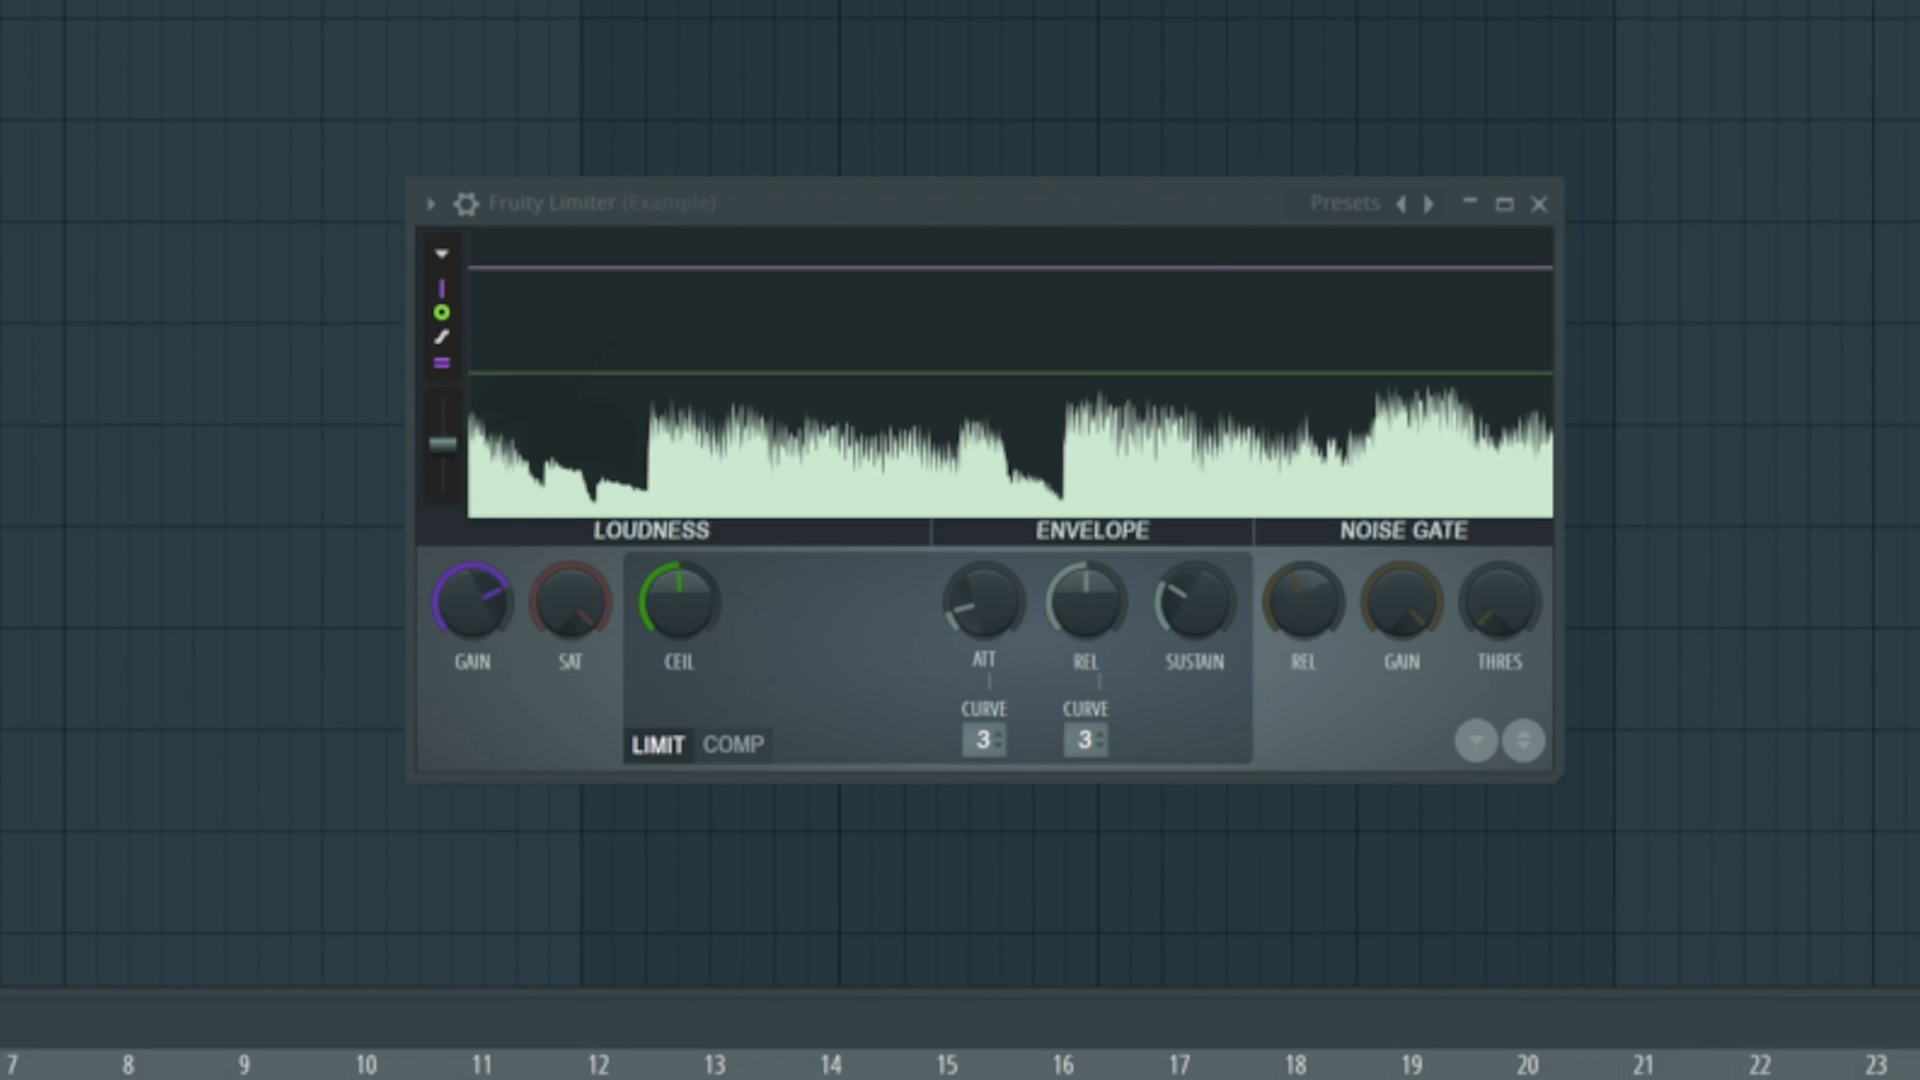 Fruity Limiter (Example) Presets
LOUDNESS ENVELOPE NOISE GATE
GAIN SAT CEIL ATT REL SUSTAIN REL GAIN THRES
CURVE CURVE
LIMIT COMP 3 3
7 8 9 10 11 12 13 14 15 16 17 18 19 20 21 22 23